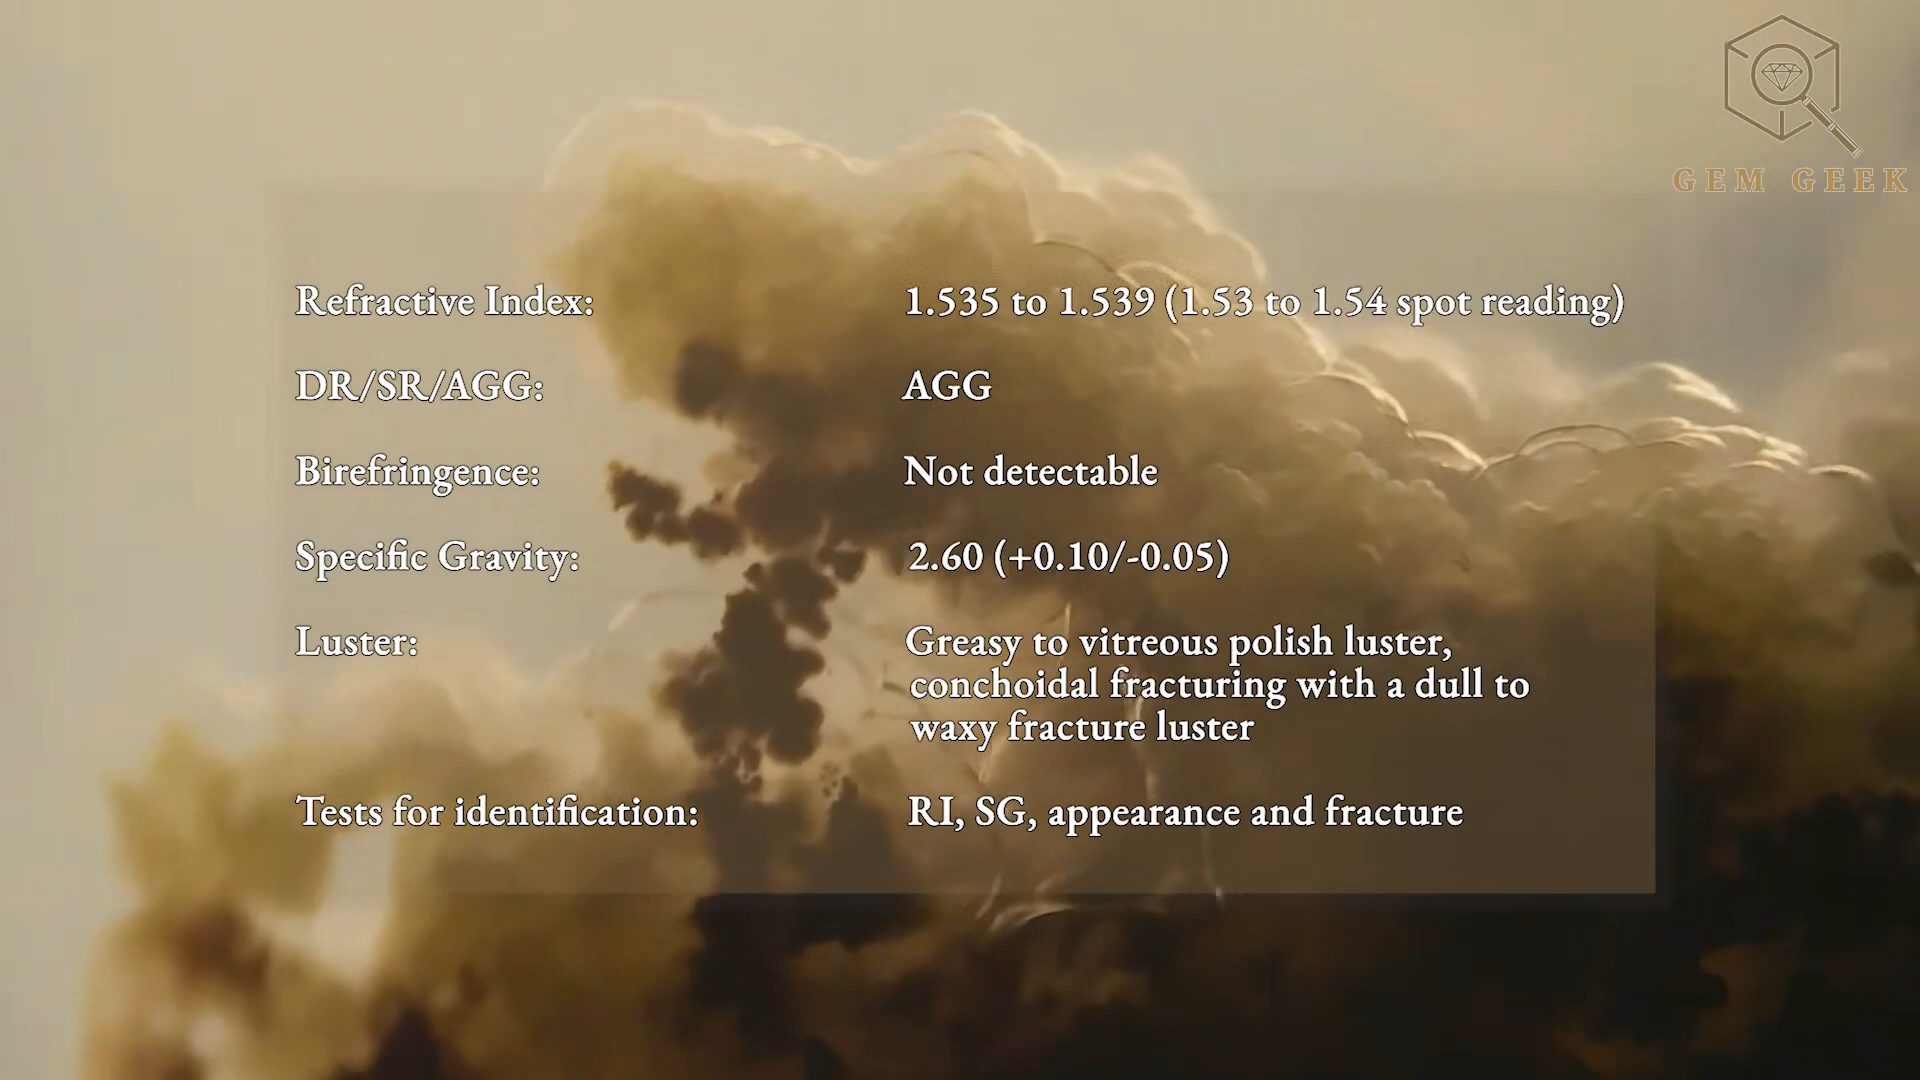 GEM GEEK
Refractive Index: 1.535 to 1.539 (1.53 to 1.54 spot reading)
DR/SR/AGG: AGG
Birefringence: Not detectable
Specific Gravity: 2.60 (+0.10/-0.05)
Luster: Greasy to vitreous polish luster,
conchoidal fracturing with a dull to
waxy fracture luster
Tests for identification: RI, SG, appearance and fracture